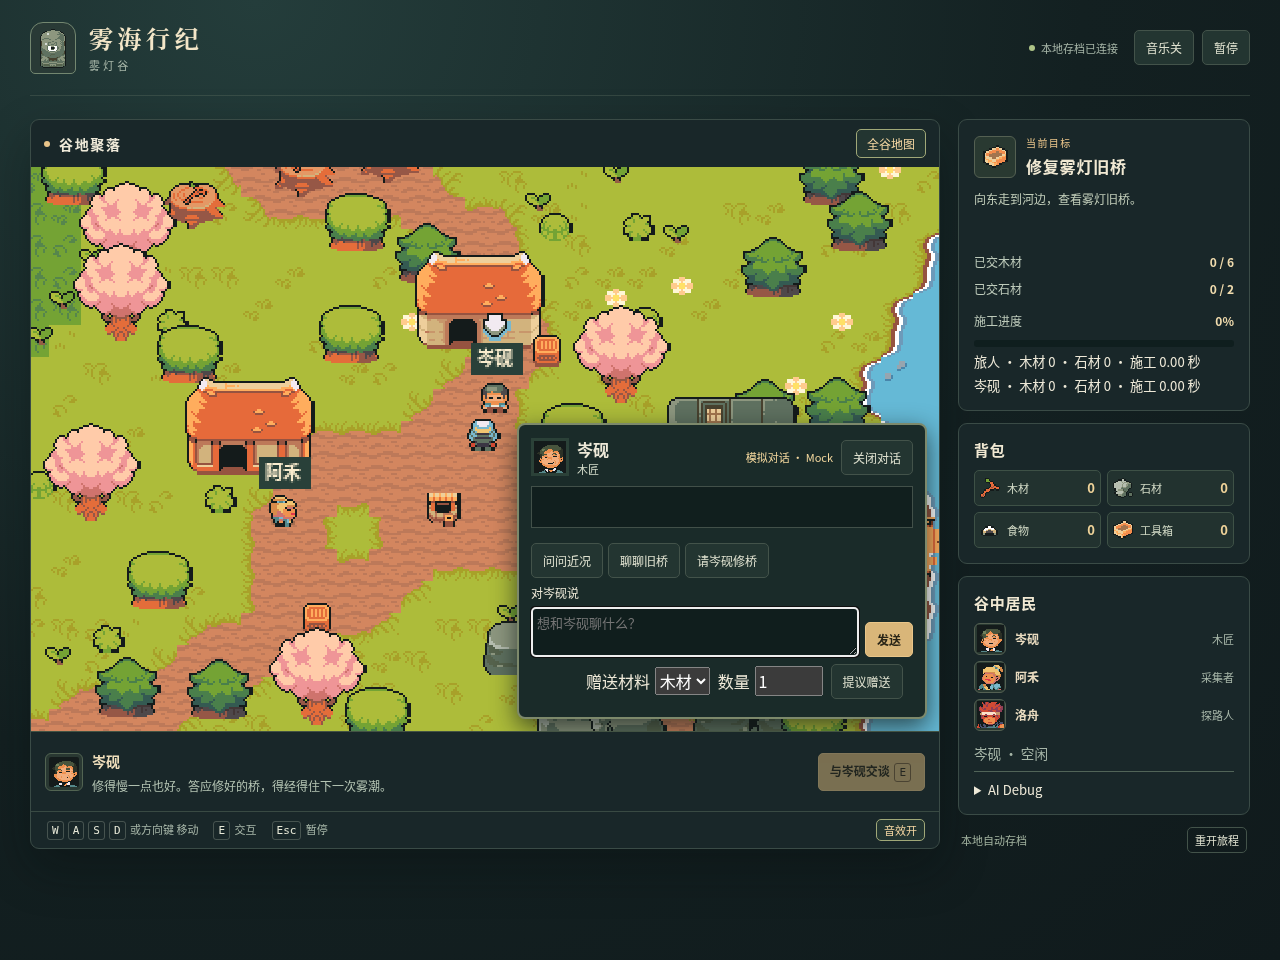 雾海行纪
雾灯谷
本地存档已连接
音乐关
暂停
谷地聚落
全谷地图
岑砚
阿禾
岑砚
木匠
模拟对话 · Mock
关闭对话
问问近况
聊聊旧桥
请岑砚修桥
对岑砚说
想和岑砚聊什么？
发送
赠送材料 木材 数量 1 提议赠送
岑砚
修得慢一点也好。答应修好的桥，得经得住下一次雾潮。
与岑砚交谈 E
W A S D 或方向键 移动 E 交互 Esc 暂停
音效开
当前目标
修复雾灯旧桥
向东走到河边，查看雾灯旧桥。
已交木材 0 / 6
已交石材 0 / 2
施工进度 0%
旅人 · 木材 0 · 石材 0 · 施工 0.00 秒
岑砚 · 木材 0 · 石材 0 · 施工 0.00 秒
背包
木材 0
石材 0
食物 0
工具箱 0
谷中居民
岑砚 木匠
阿禾 采集者
洛舟 探路人
岑砚 · 空闲
AI Debug
本地自动存档
重开旅程